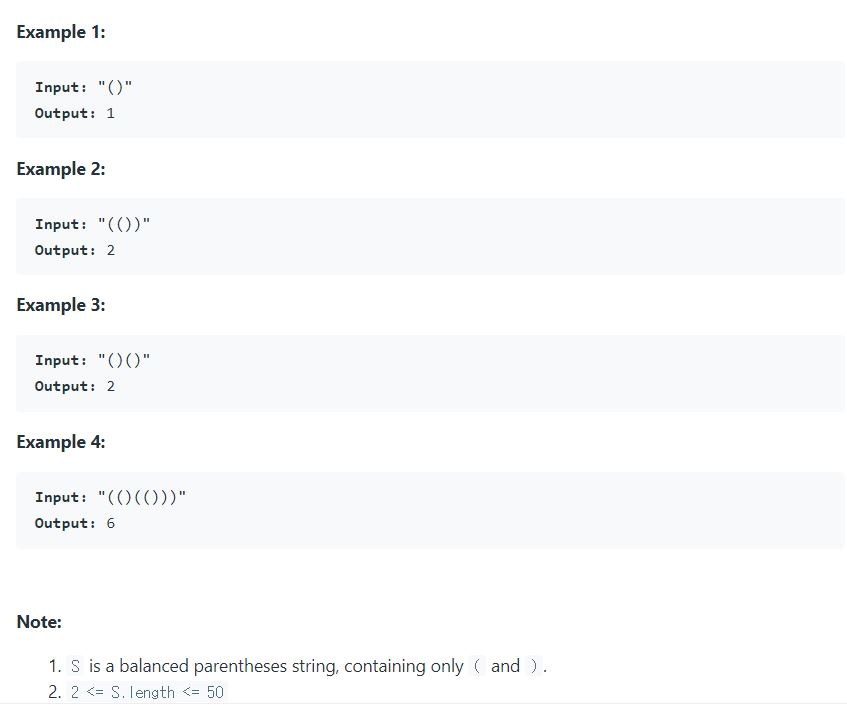 Example 1:
Input: "()"
Output: 1
Example 2:
Input: "(())"
Output: 2
Example 3:
Input: "()()"
Output: 2
Example 4:
Input: "(()(()))"
Output: 6
Note:
1. S is a balanced parentheses string, containing only ( and ).
2. 2 <= S.length <= 50